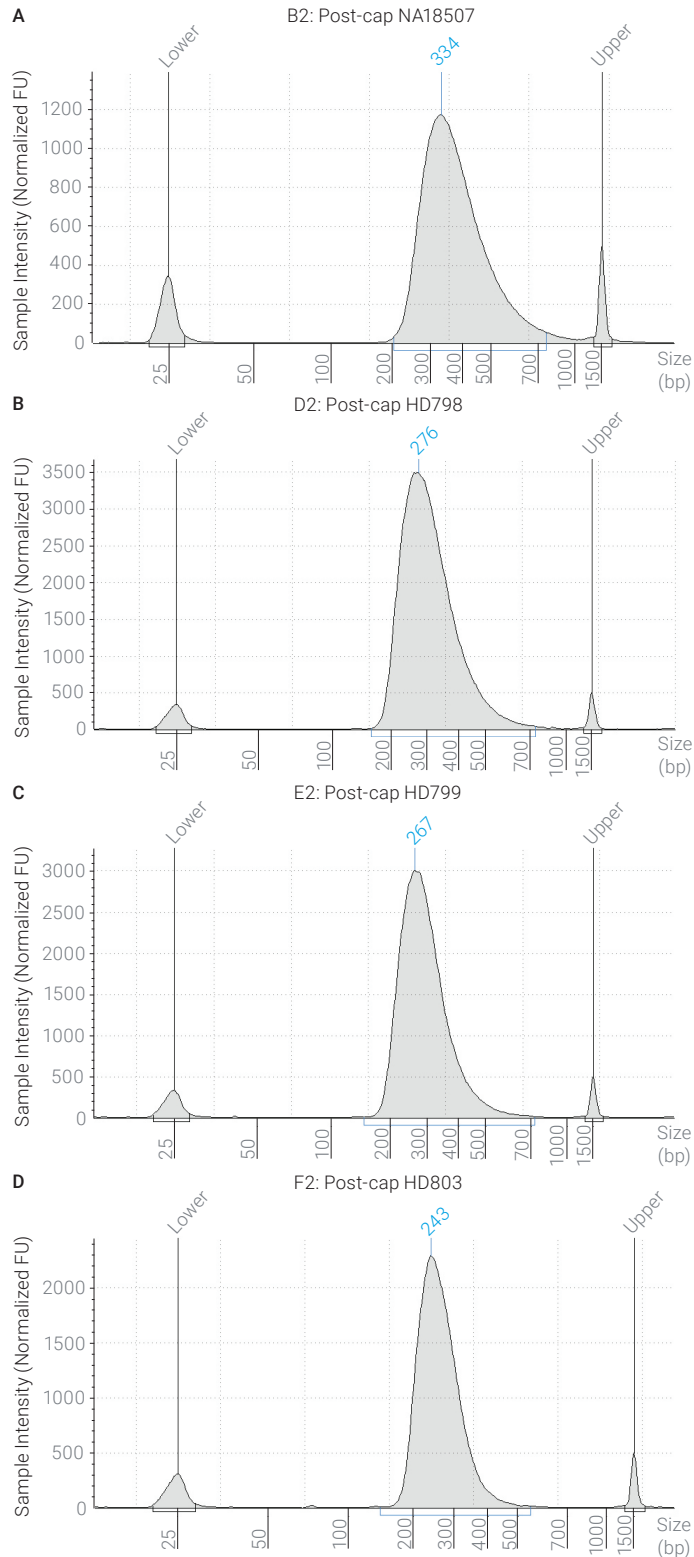 A
B2: Post-cap NA18507
Lower
334
Upper
Sample Intensity (Normalized FU)
1200
1000
800
600
400
200
0
25
50
100
200
300
400
500
700
1000
1500
Size
(bp)
B
D2: Post-cap HD798
Lower
276
Upper
Sample Intensity (Normalized FU)
3500
3000
2500
2000
1500
1000
500
0
25
50
100
200
300
400
500
700
1000
1500
Size
(bp)
C
E2: Post-cap HD799
Lower
267
Upper
Sample Intensity (Normalized FU)
3000
2500
2000
1500
1000
500
0
25
50
100
200
300
400
500
700
1000
1500
Size
(bp)
D
F2: Post-cap HD803
Lower
243
Upper
Sample Intensity (Normalized FU)
2000
1500
1000
500
0
25
50
100
200
300
400
500
700
1000
1500
Size
(bp)